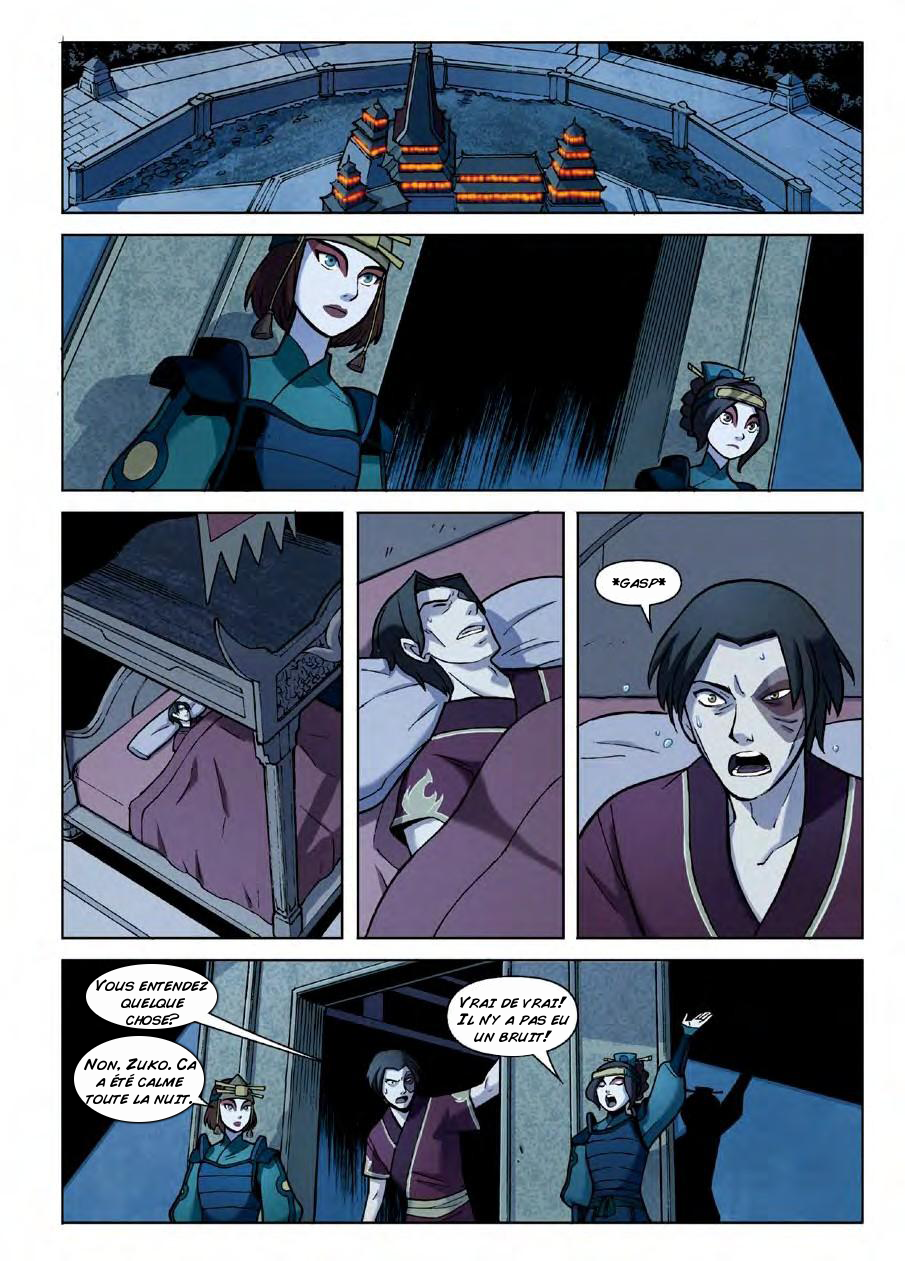 *GASP*
VOUS ENTENDEZ
QUELQUE
CHOSE?
NON, ZUKO. CA
A ÉTÉ CALME
TOUTE LA NUIT.
VRAI DE VRAI!
IL N'Y A PAS EU
UN BRUIT!